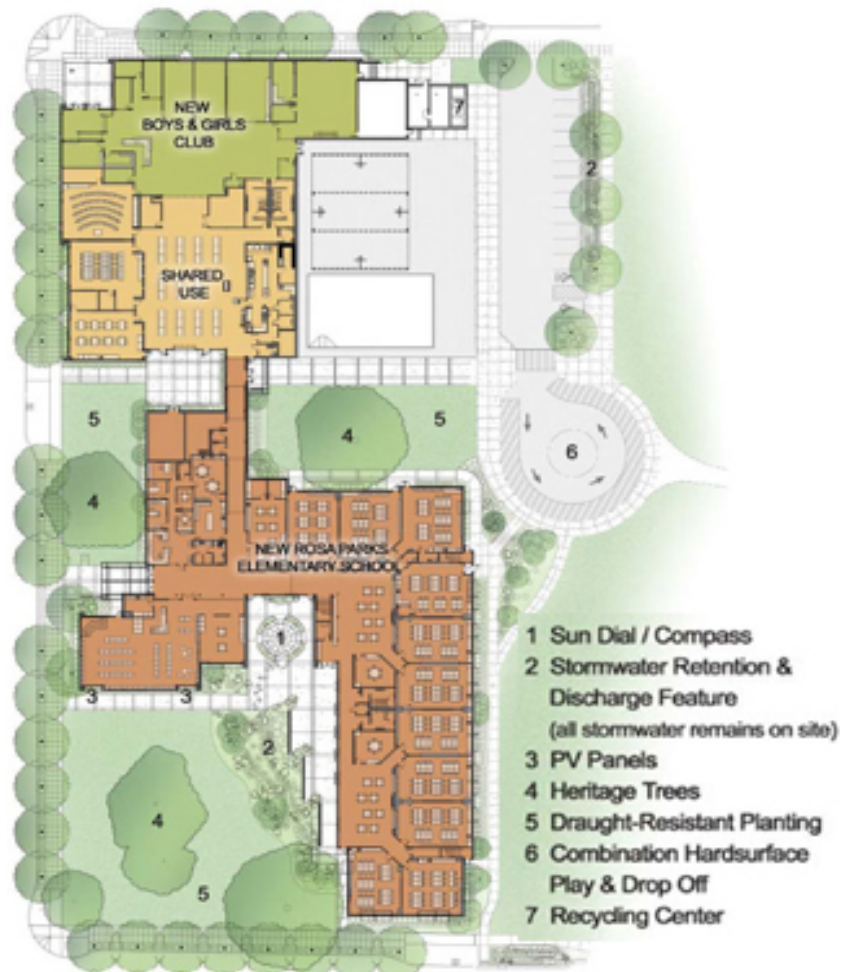 NEW
BOYS & GIRLS
CLUB
7
2
SHARED
USE
5
4
5
6
4
NEW ROSA PARKS
ELEMENTARY SCHOOL
1
3
3
2
4
5
1 Sun Dial / Compass
2 Stormwater Retention &
Discharge Feature
(all stormwater remains on site)
3 PV Panels
4 Heritage Trees
5 Draught-Resistant Planting
6 Combination Hardsurface
Play & Drop Off
7 Recycling Center